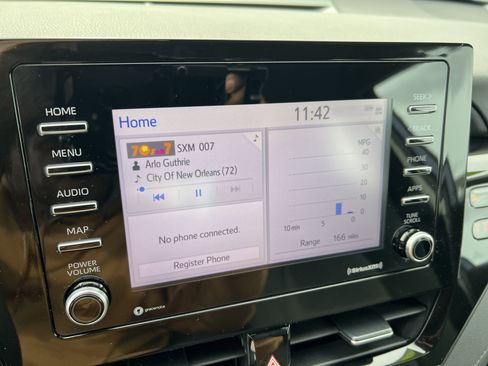 HOME
MENU
AUDIO
MAP
POWER
VOLUME
gracenote
Home
11:42
SXM 007
Arlo Guthrie
City Of New Orleans (72)
No phone connected.
Register Phone
MPG
40
30
20
10
0
10 min
5
0
Range 166 miles
SEEK>
TRACK
PHONE
APPS
TUNE
SCROLL
SiriusXM